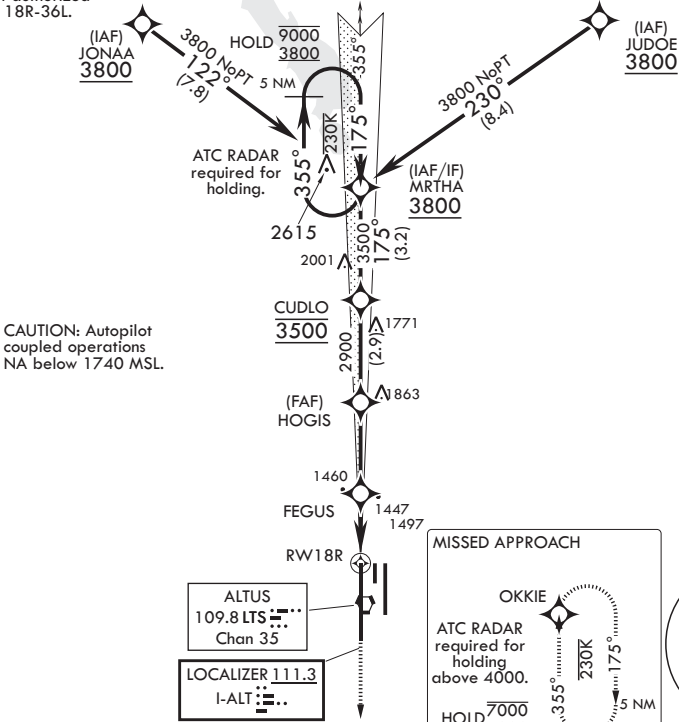 18R-36L.
(IAF)
JONAA
3800
3800 NoPT
122°
(7.8)
HOLD 9000
3800
5 NM
355°
(IAF)
JUDOE
3800
3800 NoPT
230°
(8.4)
ATC RADAR
required for
holding.
355°
230K
175°
(IAF/IF)
MRTHA
3800
2615
2001
3500
175°
(3.2)
CUDLO
3500
1771
2900
(2.9)
CAUTION: Autopilot
coupled operations
NA below 1740 MSL.
(FAF)
HOGIS
1863
1460
FEGUS
1447
1497
RW18R
ALTUS
109.8 LTS
Chan 35
LOCALIZER 111.3
I-ALT
MISSED APPROACH
OKKIE
ATC RADAR
required for
holding
above 4000.
355°
230K
175°
5 NM
HOLD 7000